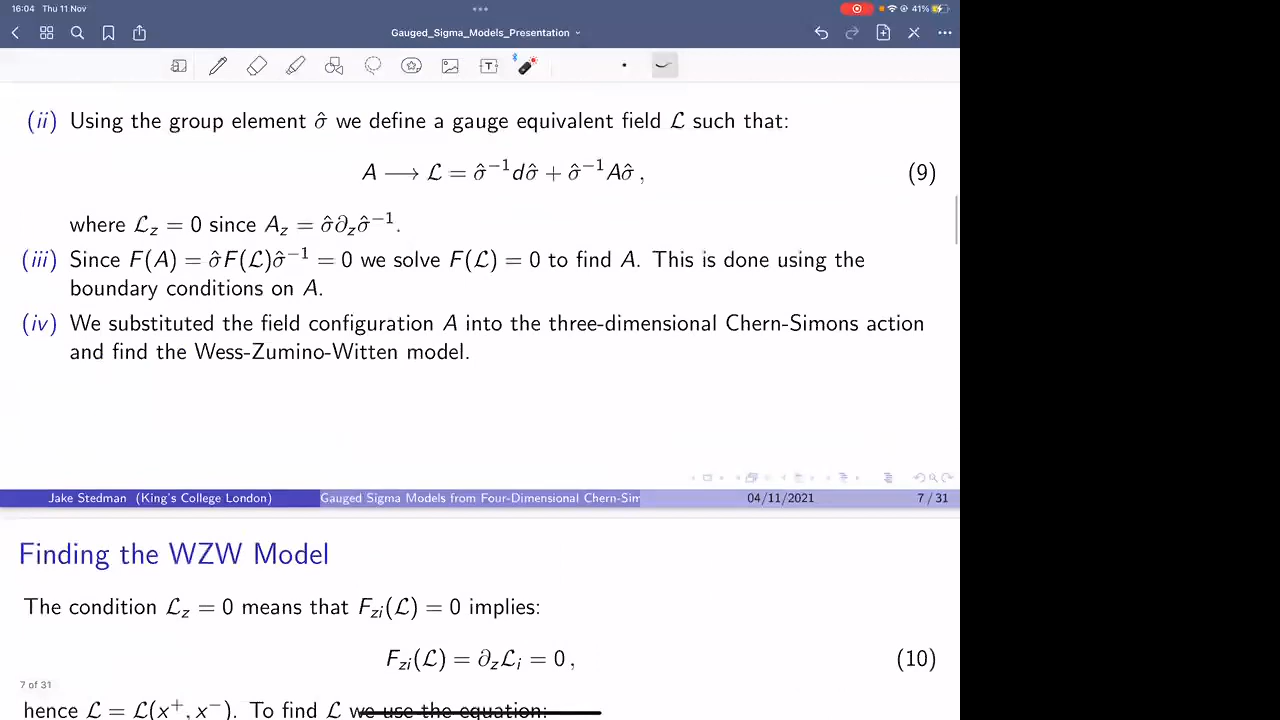 16:04 Thu 11 Nov
41%
Gauged_Sigma_Models_Presentation
(ii) Using the group element σ̂ we define a gauge equivalent field ℒ such that:
A ⟶ ℒ = σ̂⁻¹dσ̂ + σ̂⁻¹Aσ̂ , (9)
where ℒ_z = 0 since A_z = σ̂∂_zσ̂⁻¹.
(iii) Since F(A) = σ̂F(ℒ)σ̂⁻¹ = 0 we solve F(ℒ) = 0 to find A. This is done using the
boundary conditions on A.
(iv) We substituted the field configuration A into the three-dimensional Chern-Simons action
and find the Wess-Zumino-Witten model.
Jake Stedman (King's College London) Gauged Sigma Models from Four-Dimensional Chern-Sim 04/11/2021 7 / 31
Finding the WZW Model
The condition ℒ_z = 0 means that F_zi(ℒ) = 0 implies:
F_zi(ℒ) = ∂_zℒ_i = 0 , (10)
7 of 31
hence ℒ = ℒ(x⁺, x⁻). To find ℒ we use the equation: